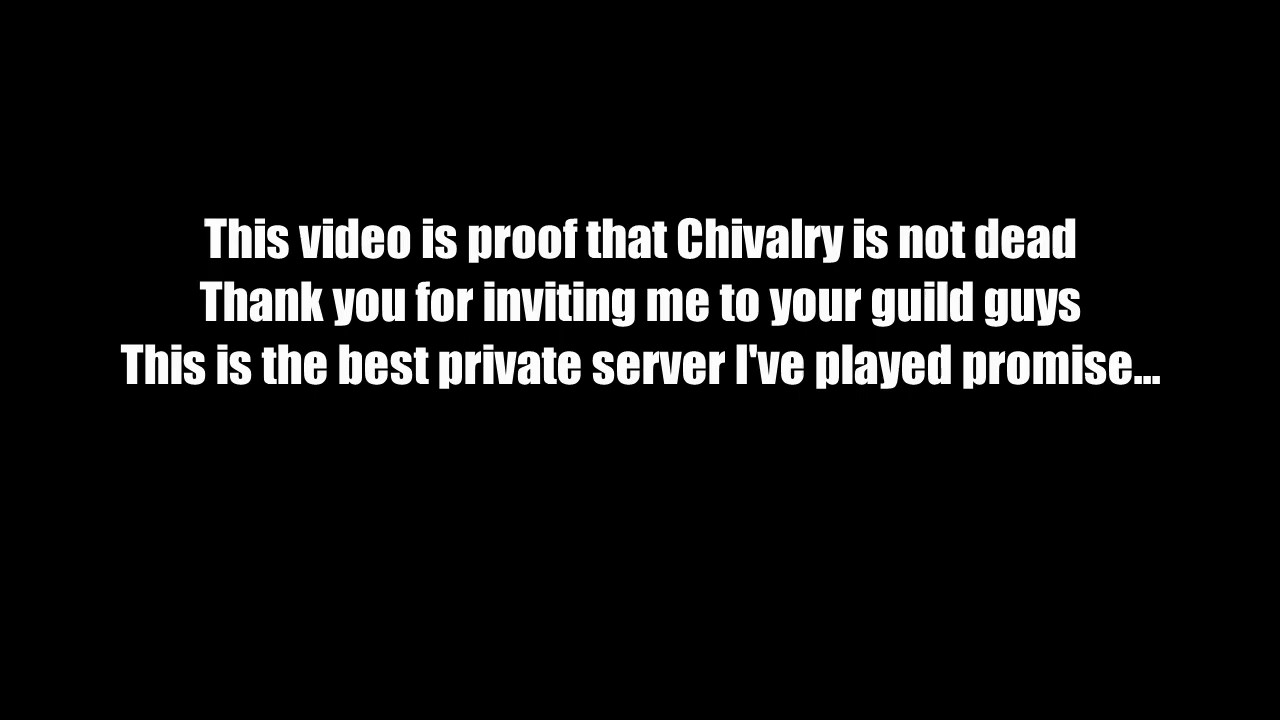 This video is proof that Chivalry is not dead
Thank you for inviting me to your guild guys
This is the best private server I've played promise...